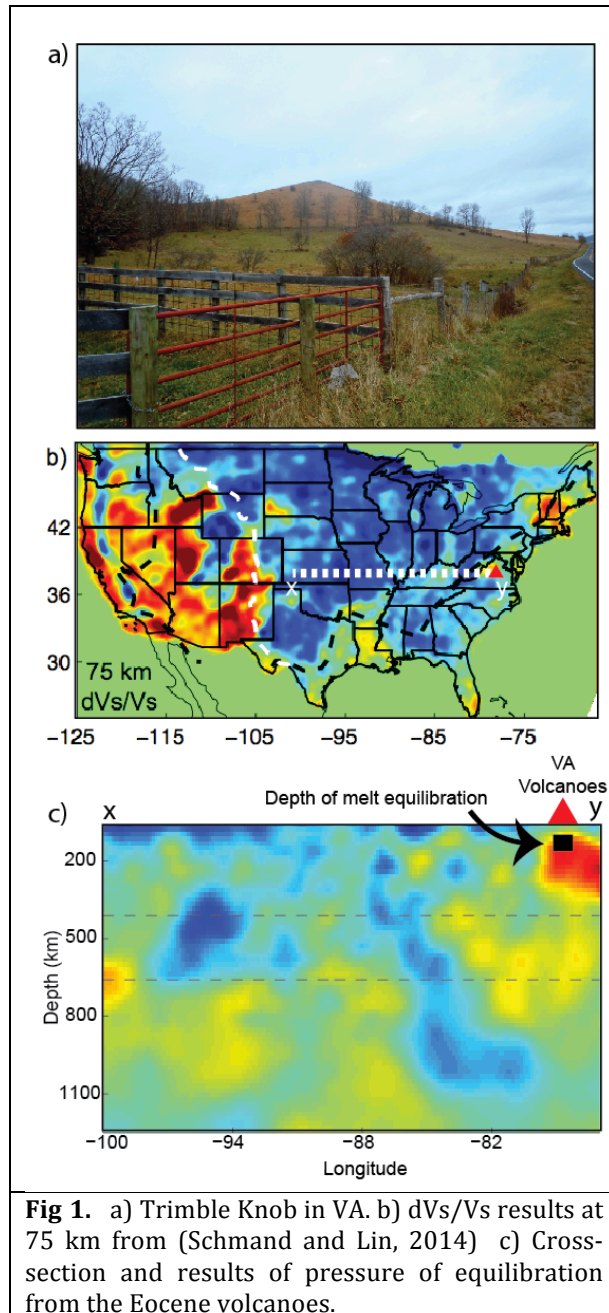 a)
b)
42
36
30
x
y
75 km
dVs/Vs
−125 −115 −105 −95 −85 −75
VA
Volcanoes
c) x Depth of melt equilibration y
200
500
800
1100
Depth (km)
−100 −94 −88 −82
Longitude
Fig 1. a) Trimble Knob in VA. b) dVs/Vs results at
75 km from (Schmand and Lin, 2014) c) Cross-
section and results of pressure of equilibration
from the Eocene volcanoes.